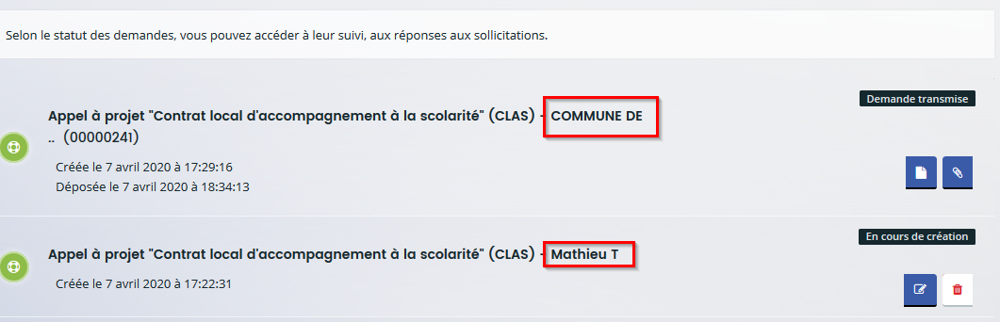 Selon le statut des demandes, vous pouvez accéder à leur suivi, aux réponses aux sollicitations.
Demande transmise
Appel à projet "Contrat local d'accompagnement à la scolarité" (CLAS) - COMMUNE DE
.. (00000241)
Créée le 7 avril 2020 à 17:29:16
Déposée le 7 avril 2020 à 18:34:13
En cours de création
Appel à projet "Contrat local d'accompagnement à la scolarité" (CLAS) - Mathieu T
Créée le 7 avril 2020 à 17:22:31